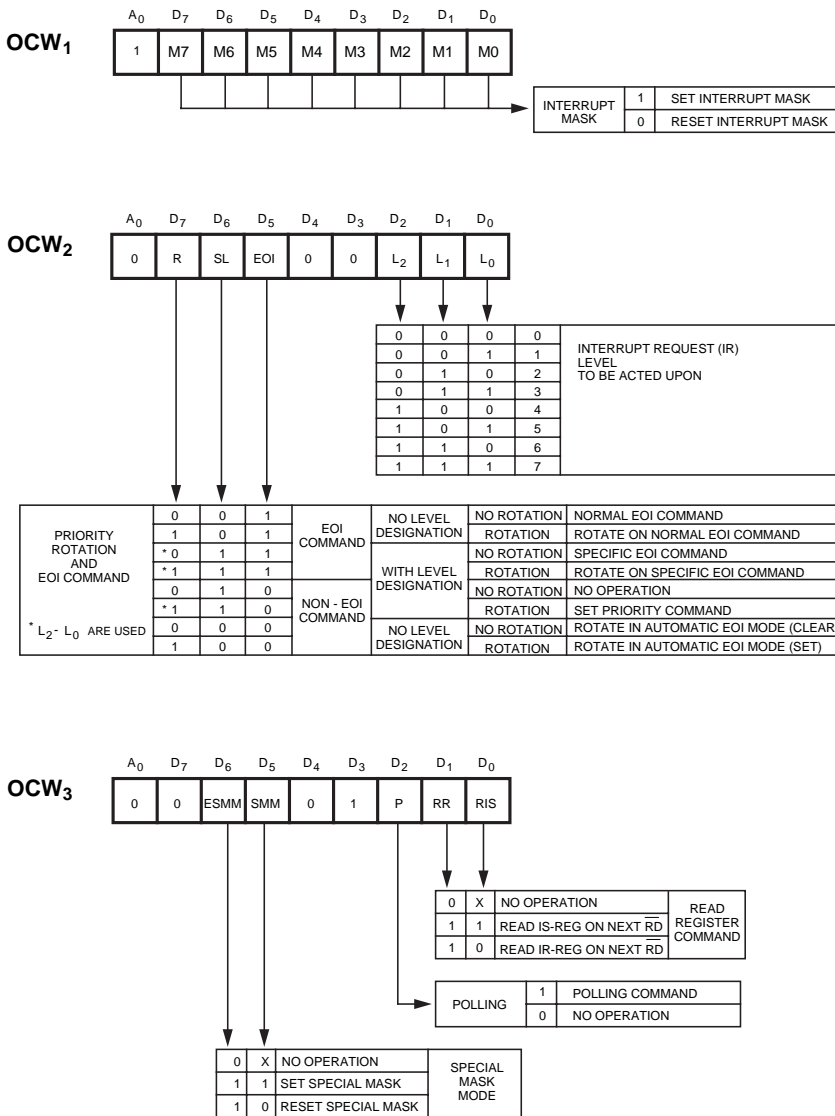 A0 D7 D6 D5 D4 D3 D2 D1 D0
OCW1 1 M7 M6 M5 M4 M3 M2 M1 M0
INTERRUPT MASK
1 SET INTERRUPT MASK
0 RESET INTERRUPT MASK
A0 D7 D6 D5 D4 D3 D2 D1 D0
OCW2 0 R SL EOI 0 0 L2 L1 L0
0 0 0 0
0 0 1 1
0 1 0 2
0 1 1 3
1 0 0 4
1 0 1 5
1 1 0 6
1 1 1 7
INTERRUPT REQUEST (IR)
LEVEL
TO BE ACTED UPON
PRIORITY
ROTATION
AND
EOI COMMAND
* L2- L0 ARE USED
0 0 1
1 0 1
* 0 1 1
* 1 1 1
0 1 0
* 1 1 0
0 0 0
1 0 0
EOI
COMMAND
NON - EOI
COMMAND
NO LEVEL
DESIGNATION
WITH LEVEL
DESIGNATION
NO LEVEL
DESIGNATION
NO ROTATION NORMAL EOI COMMAND
ROTATION ROTATE ON NORMAL EOI COMMAND
NO ROTATION SPECIFIC EOI COMMAND
ROTATION ROTATE ON SPECIFIC EOI COMMAND
NO ROTATION NO OPERATION
ROTATION SET PRIORITY COMMAND
NO ROTATION ROTATE IN AUTOMATIC EOI MODE (CLEAR
ROTATION ROTATE IN AUTOMATIC EOI MODE (SET)
A0 D7 D6 D5 D4 D3 D2 D1 D0
OCW3 0 0 ESMM SMM 0 1 P RR RIS
0 X NO OPERATION
1 1 READ IS-REG ON NEXT RD
1 0 READ IR-REG ON NEXT RD
READ
REGISTER
COMMAND
POLLING
1 POLLING COMMAND
0 NO OPERATION
0 X NO OPERATION
1 1 SET SPECIAL MASK
1 0 RESET SPECIAL MASK
SPECIAL
MASK
MODE